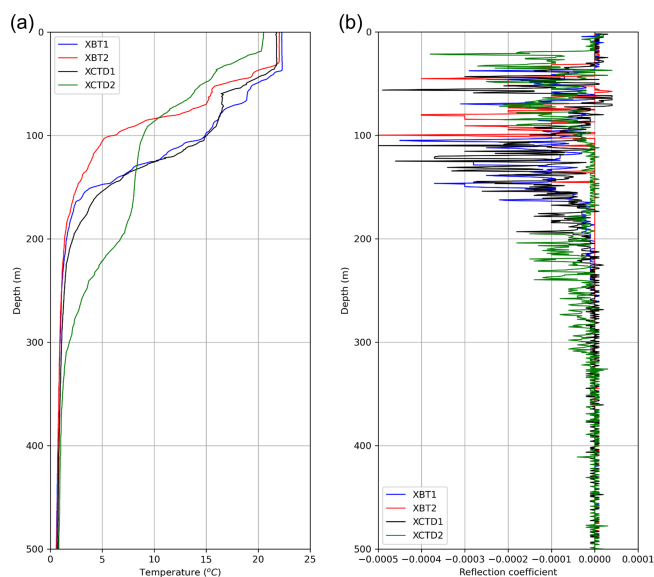 (a)
XBT1
XBT2
XCTD1
XCTD2
0
100
200
300
400
500
Depth (m)
0
5
10
15
20
25
Temperature (°C)
(b)
0
100
200
300
400
500
Depth (m)
XBT1
XBT2
XCTD1
XCTD2
−0.0005
−0.0004
−0.0003
−0.0002
−0.0001
0.0000
0.0001
Reflection coefficient